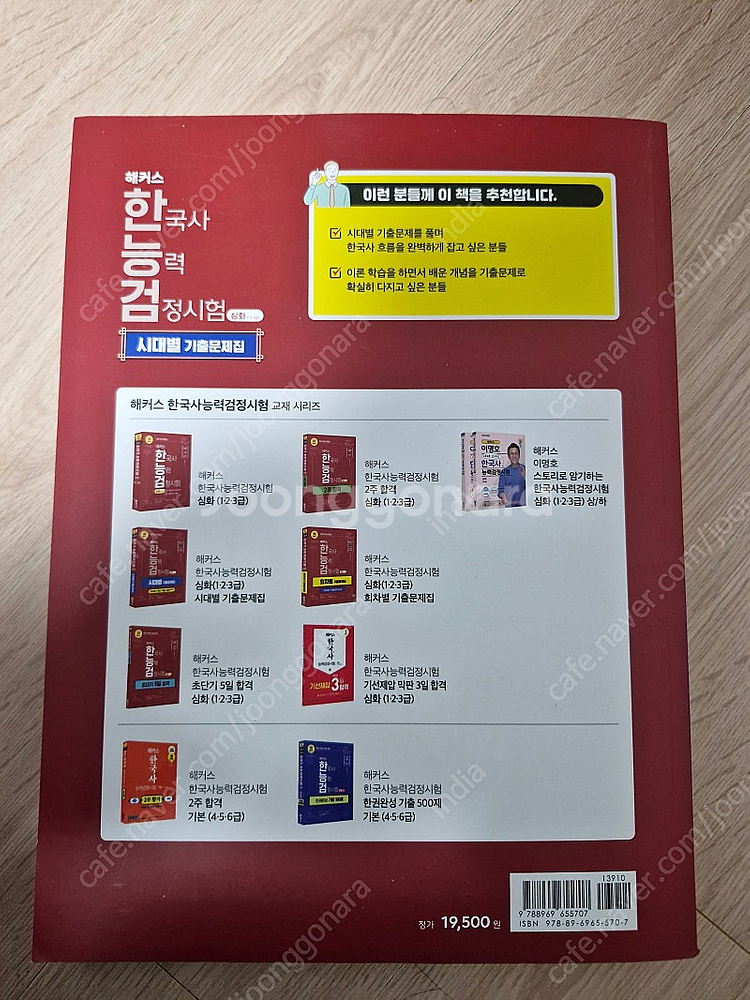 해커스
한국사
능력
검정시험 심화
시대별 기출문제집
이런 분들께 이 책을 추천합니다.
시대별 기출문제를 풀며
한국사 흐름을 완벽하게 잡고 싶은 분들
이론 학습을 하면서 배운 개념을 기출문제로
확실히 다지고 싶은 분들
해커스 한국사능력검정시험 교재 시리즈
해커스
한국사능력검정시험
심화 (1·2·3급)
해커스
한국사능력검정시험
2주 합격
심화 (1·2·3급)
해커스
이명호
스토리로 암기하는
한국사능력검정시험
심화 (1·2·3급) 상/하
해커스
한국사능력검정시험
심화(1·2·3급)
시대별 기출문제집
해커스
한국사능력검정시험
심화(1·2·3급)
회차별 기출문제집
해커스
한국사능력검정시험
초단기 5일 합격
심화 (1·2·3급)
해커스
한국사능력검정시험
기선제압 막판 3일 합격
심화 (1·2·3급)
해커스
한국사능력검정시험
2주 합격
기본 (4·5·6급)
해커스
한국사능력검정시험
한권완성 기출 500제
기본 (4·5·6급)
정가 19,500 원
13910
9 788969 655707
ISBN 978-89-6965-570-7
cafe.naver.com/joonggonara
india